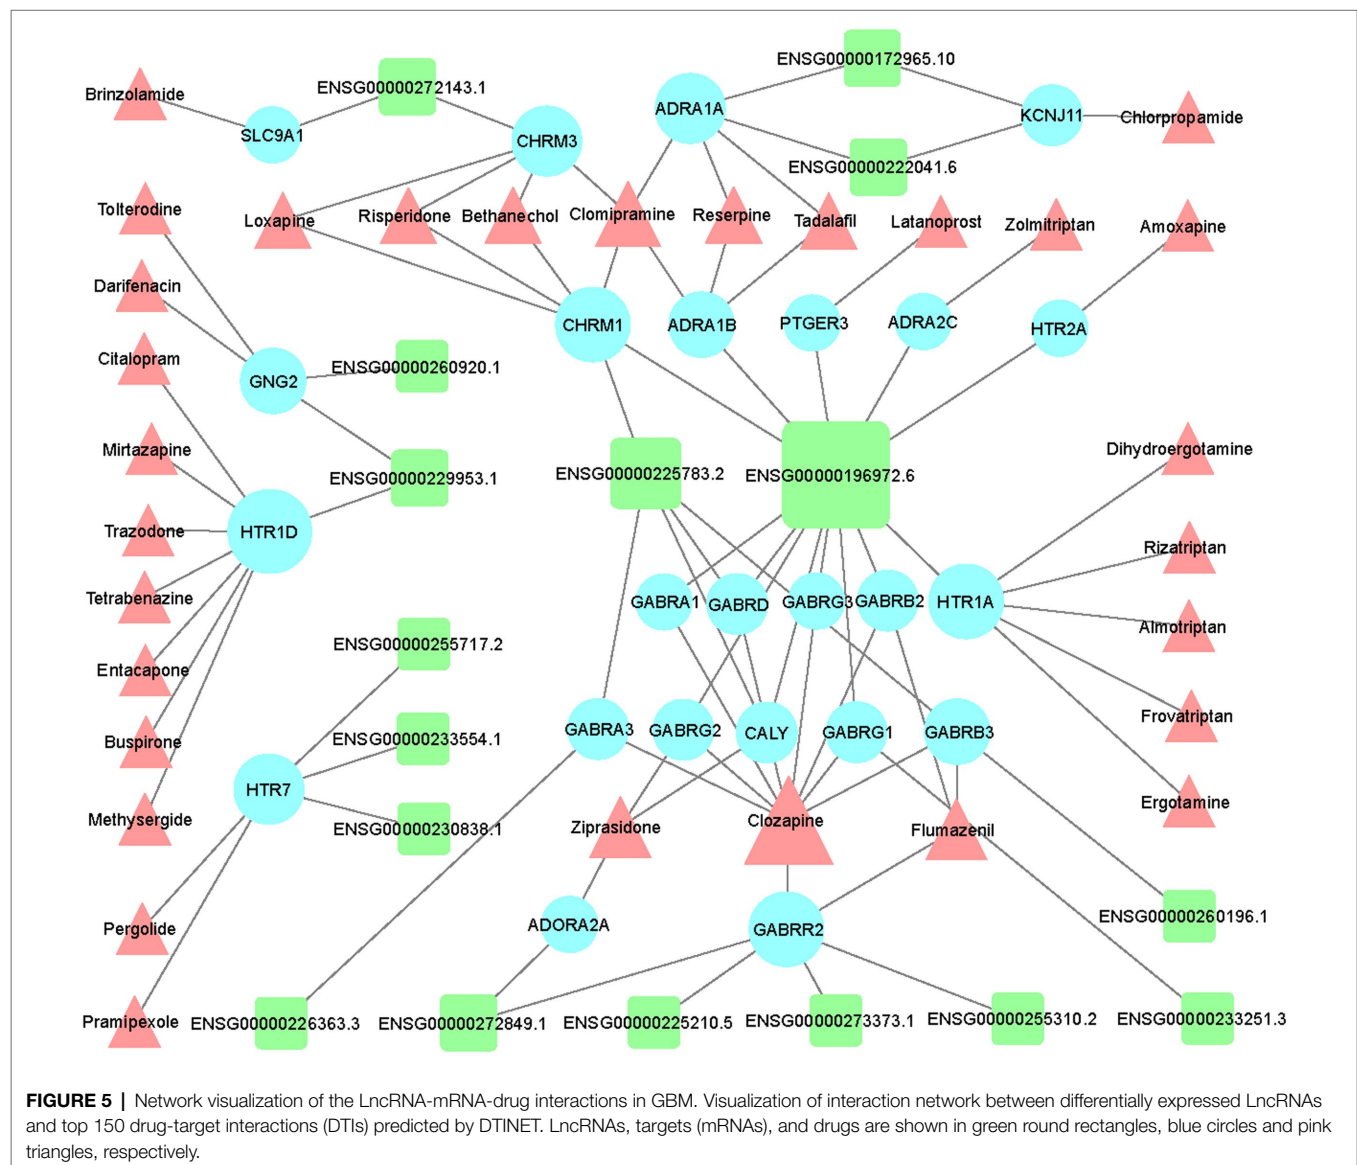 ENSG00000172965.10
Brinzolamide
ENSG00000272143.1
ADRA1A
KCNJ11
Chlorpropamide
SLC9A1
CHRM3
ENSG00000222041.6
Tolterodine
Loxapine
Risperidone
Bethanechol
Clomipramine
Reserpine
Tadalafil
Latanoprost
Zolmitriptan
Amoxapine
Darifenacin
CHRM1
ADRA1B
PTGER3
ADRA2C
HTR2A
Citalopram
GNG2
ENSG00000260920.1
Mirtazapine
ENSG00000229953.1
ENSG00000225783.2
ENSG00000196972.6
Dihydroergotamine
Trazodone
HTR1D
Rizatriptan
Tetrabenazine
GABRA1
GABRD
GABRG3
GABRB2
HTR1A
Almotriptan
ENSG00000255717.2
Entacapone
Buspirone
ENSG00000233554.1
GABRA3
GABRG2
CALY
GABRG1
GABRB3
Frovatriptan
HTR7
Methysergide
ENSG00000230838.1
Ziprasidone
Clozapine
Flumazenil
Ergotamine
Pergolide
ADORA2A
GABRR2
ENSG00000260196.1
Pramipexole
ENSG00000226363.3
ENSG00000272849.1
ENSG00000225210.5
ENSG00000273373.1
ENSG00000255310.2
ENSG00000233251.3
FIGURE 5 | Network visualization of the LncRNA-mRNA-drug interactions in GBM. Visualization of interaction network between differentially expressed LncRNAs
and top 150 drug-target interactions (DTIs) predicted by DTINET. LncRNAs, targets (mRNAs), and drugs are shown in green round rectangles, blue circles and pink
triangles, respectively.